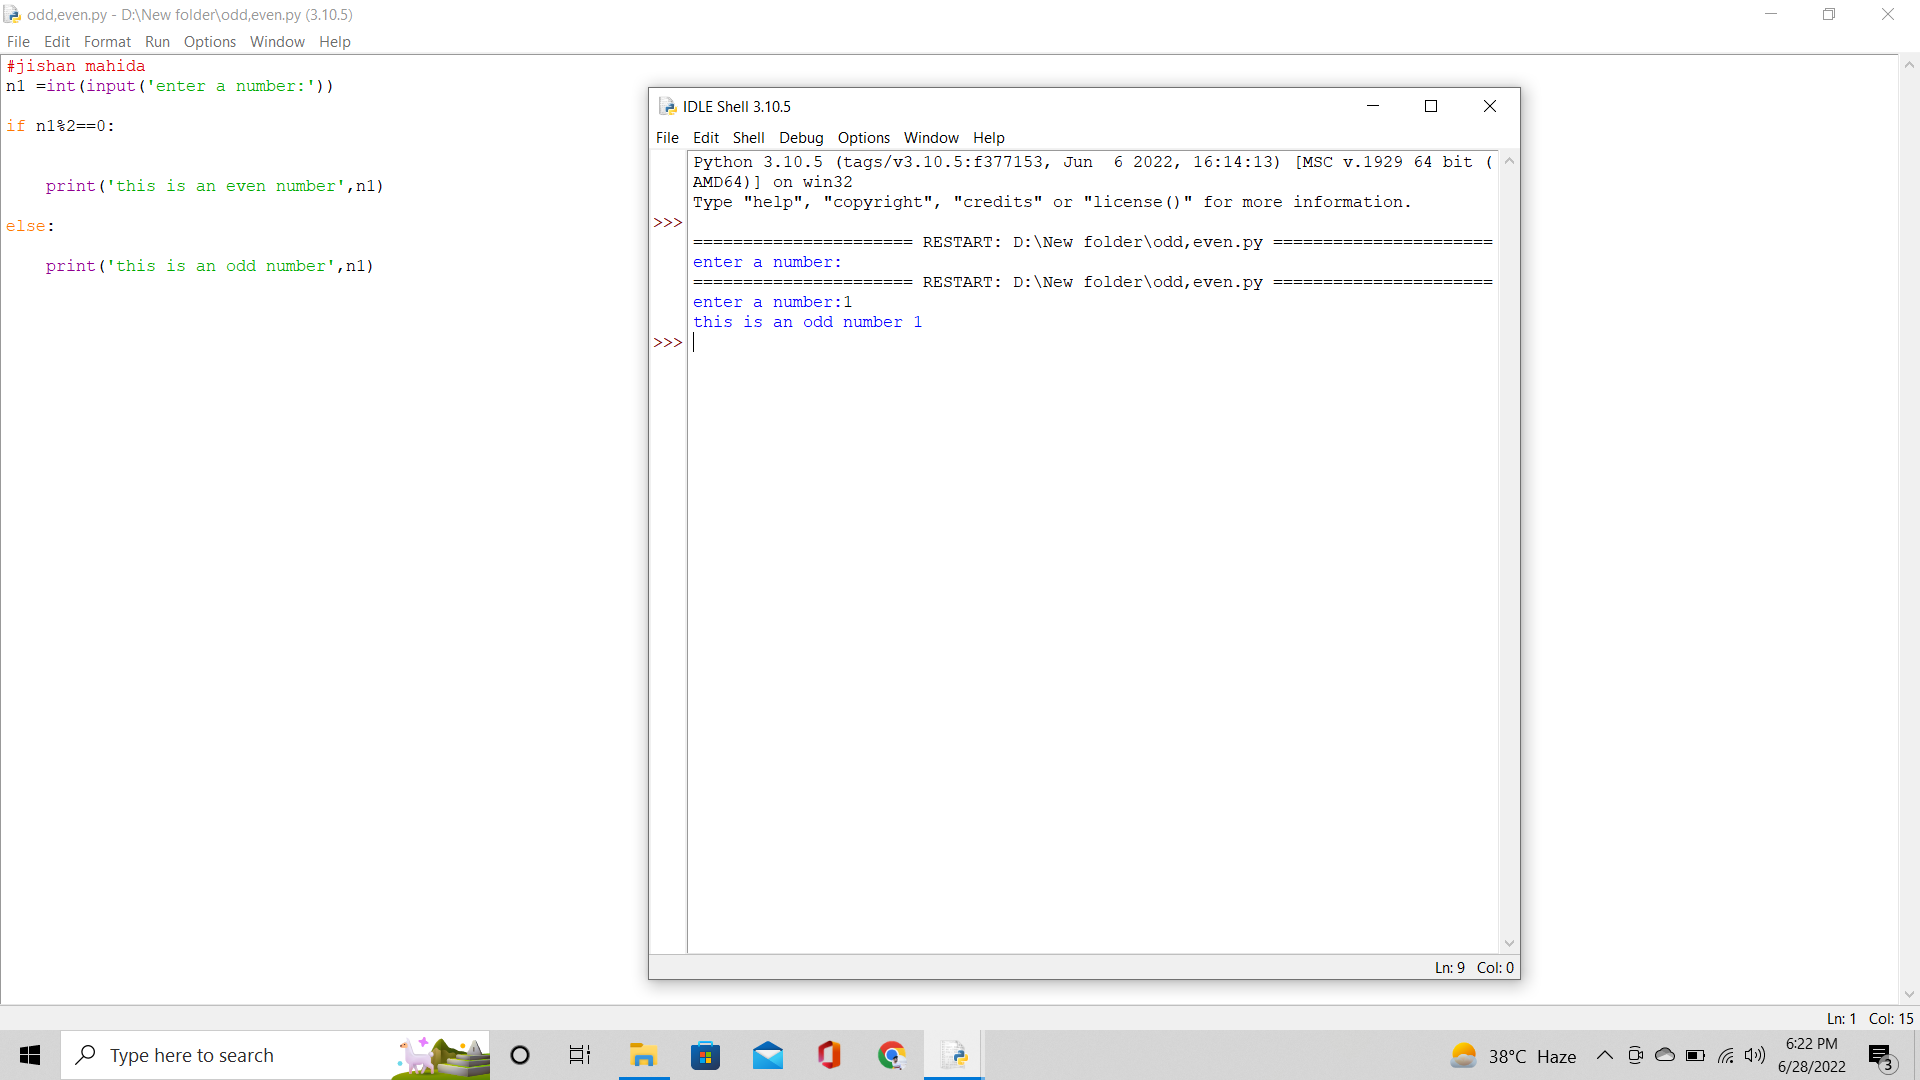 odd,even.py - D:\New folder\odd,even.py (3.10.5)
File Edit Format Run Options Window Help
#jishan mahida
n1 =int(input('enter a number:'))
if n1%2==0:
    print('this is an even number',n1)
else:
    print('this is an odd number',n1)
IDLE Shell 3.10.5
File Edit Shell Debug Options Window Help
Python 3.10.5 (tags/v3.10.5:f377153, Jun  6 2022, 16:14:13) [MSC v.1929 64 bit (
AMD64)] on win32
Type "help", "copyright", "credits" or "license()" for more information.
>>>
====================== RESTART: D:\New folder\odd,even.py ======================
enter a number:
====================== RESTART: D:\New folder\odd,even.py ======================
enter a number:1
this is an odd number 1
>>>
Ln: 9 Col: 0
Ln: 1 Col: 15
Type here to search
38°C Haze
6:22 PM
6/28/2022
3